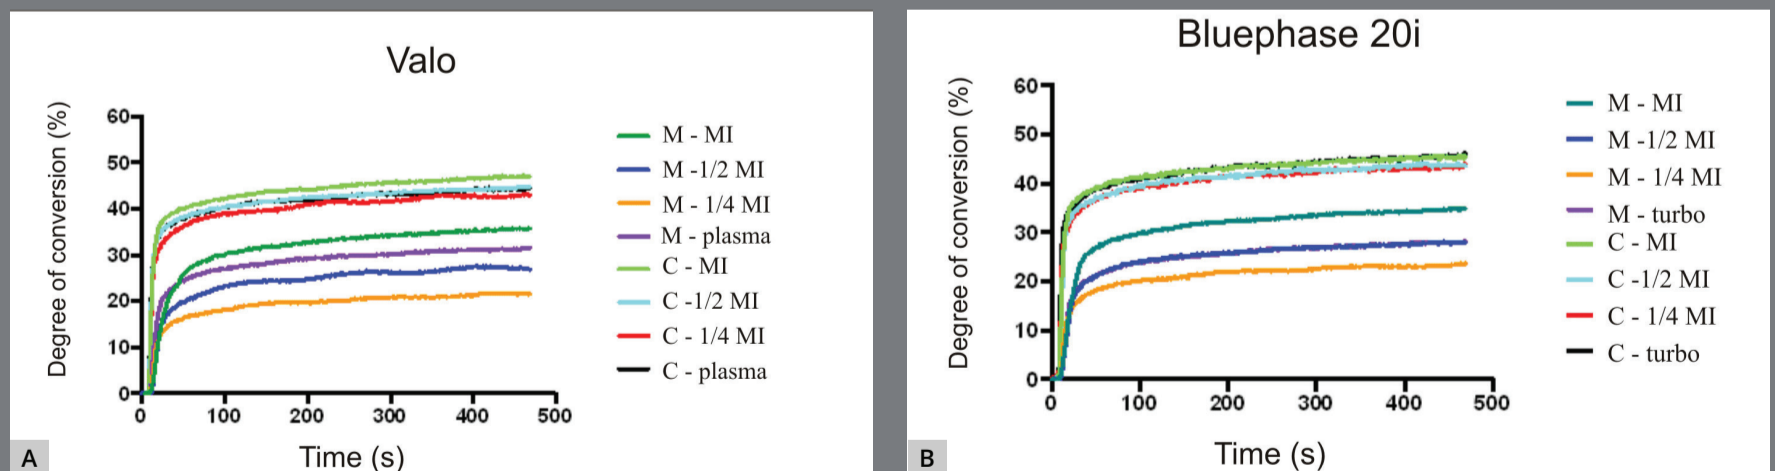 Valo
Degree of conversion (%)
60
50
40
30
20
10
0
0 100 200 300 400 500
Time (s)
M - MI
M -1/2 MI
M - 1/4 MI
M - plasma
C - MI
C -1/2 MI
C - 1/4 MI
C - plasma
A
Bluephase 20i
Degree of conversion (%)
60
50
40
30
20
10
0
0 100 200 300 400 500
Time (s)
M - MI
M -1/2 MI
M - 1/4 MI
M - turbo
C - MI
C -1/2 MI
C - 1/4 MI
C - turbo
B